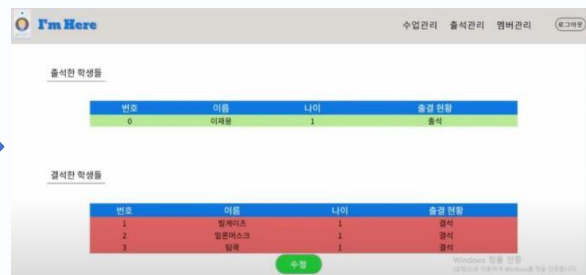 I'm Here
수업관리 출석관리 멤버관리 로그아웃
출석한 학생들
번호 이름 나이 출결 현황
0 이재용 1 출석
결석한 학생들
번호 이름 나이 출결 현황
1 빌게이츠 1 결석
2 일론머스크 1 결석
3 팀쿡 1 결석
수정
Windows 정품 인증